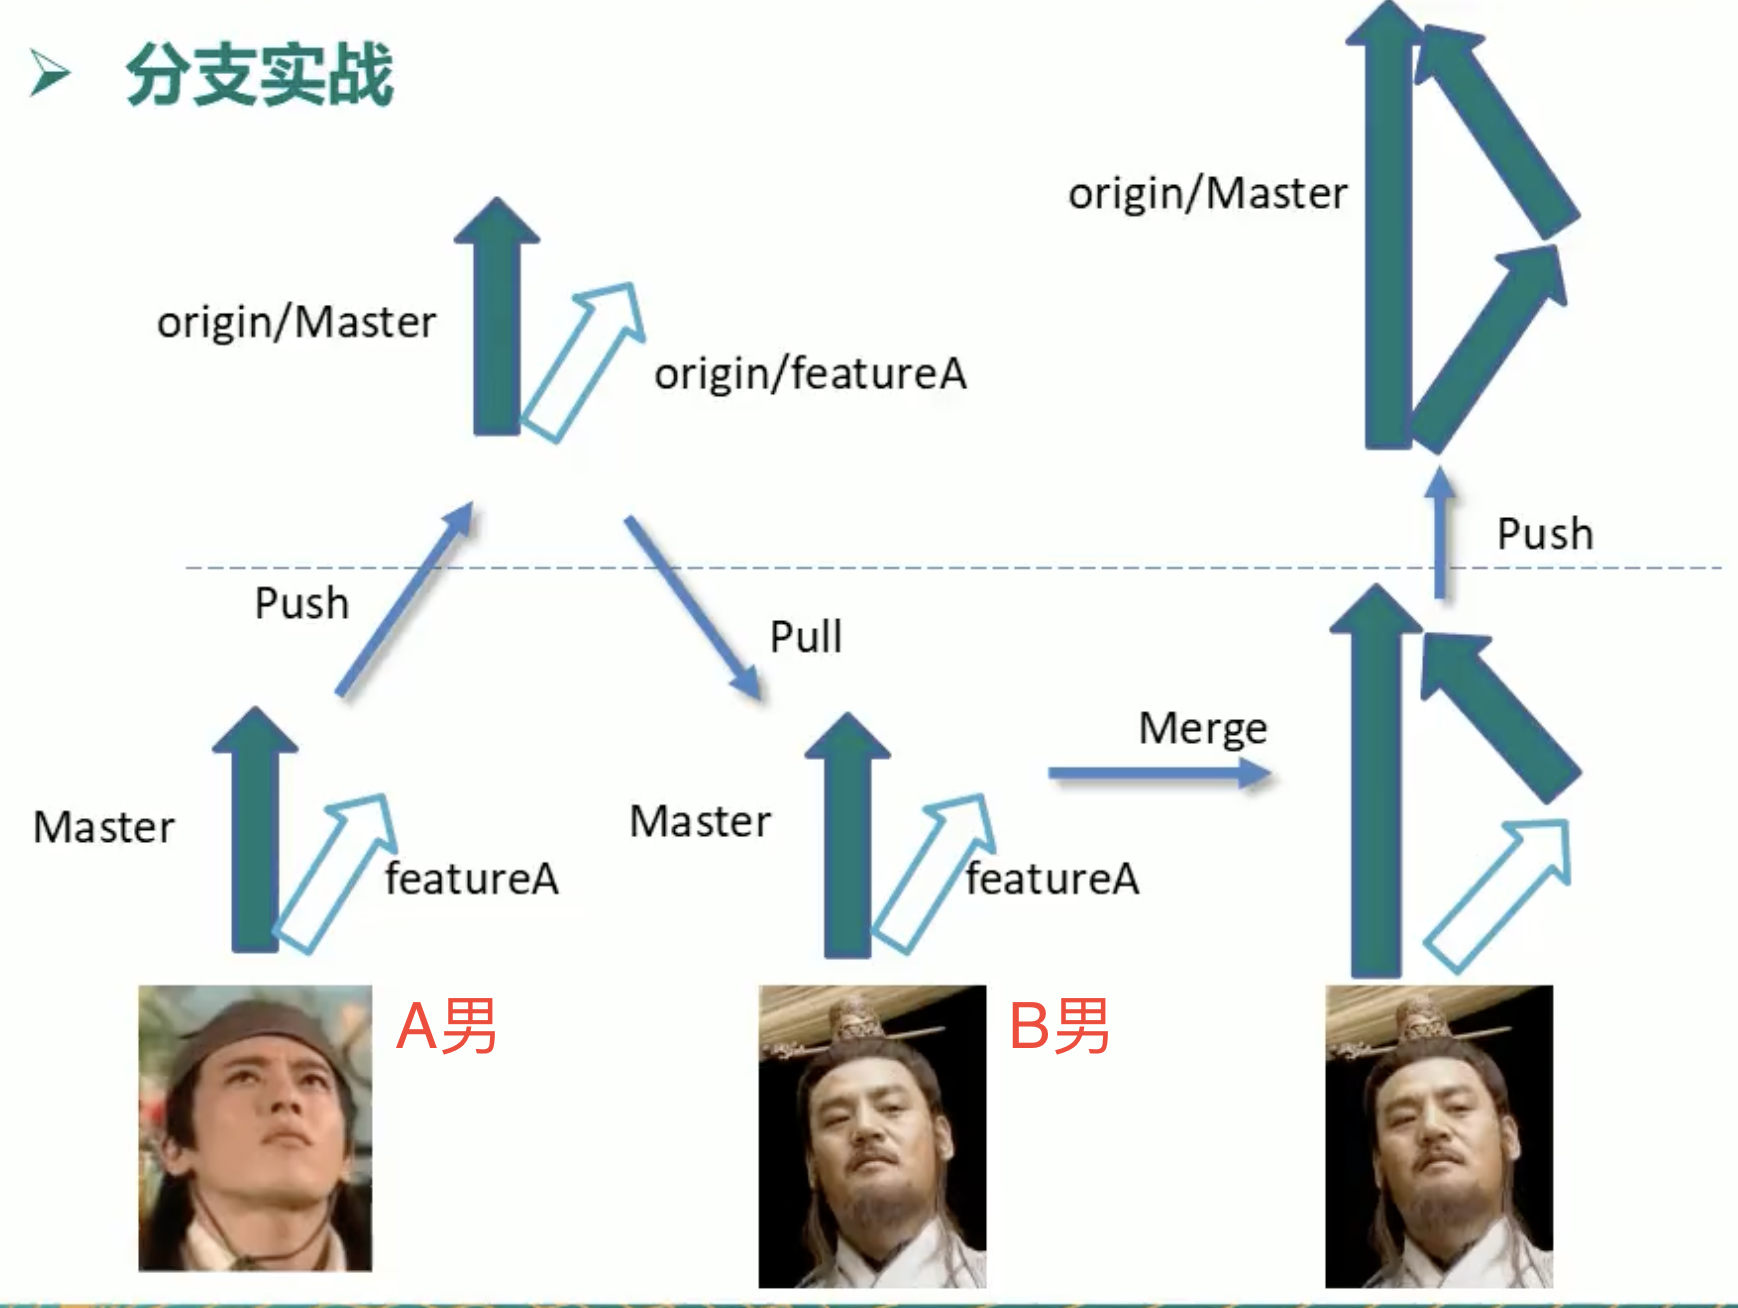 分支实战
origin/Master
origin/Master
origin/featureA
Push
Push
Pull
Merge
Master
featureA
Master
featureA
A男
B男